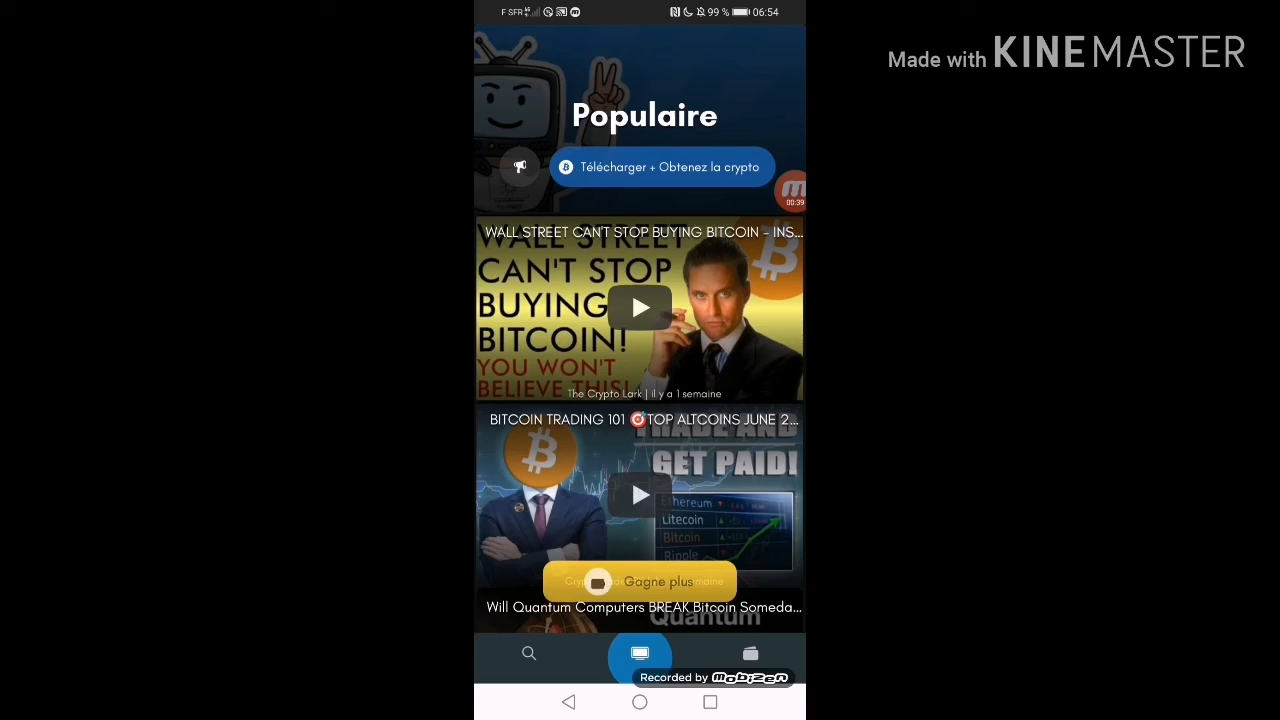 F SFR 99 % 06:54
Made with KINEMASTER
Populaire
Télécharger + Obtenez la crypto
00:39
WALL STREET CAN'T STOP BUYING BITCOIN - INS...
WALL STREET
CAN'T STOP
BUYING
BITCOIN!
YOU WON'T
BELIEVE THIS!
The Crypto Lark | il y a 1 semaine
BITCOIN TRADING 101 🎯TOP ALTCOINS JUNE 2...
TRADE AND
GET PAID!
Ethereum
Litecoin
Bitcoin
Ripple
Gagne plus
Will Quantum Computers BREAK Bitcoin Someda...
Quantum
Recorded by mobizen